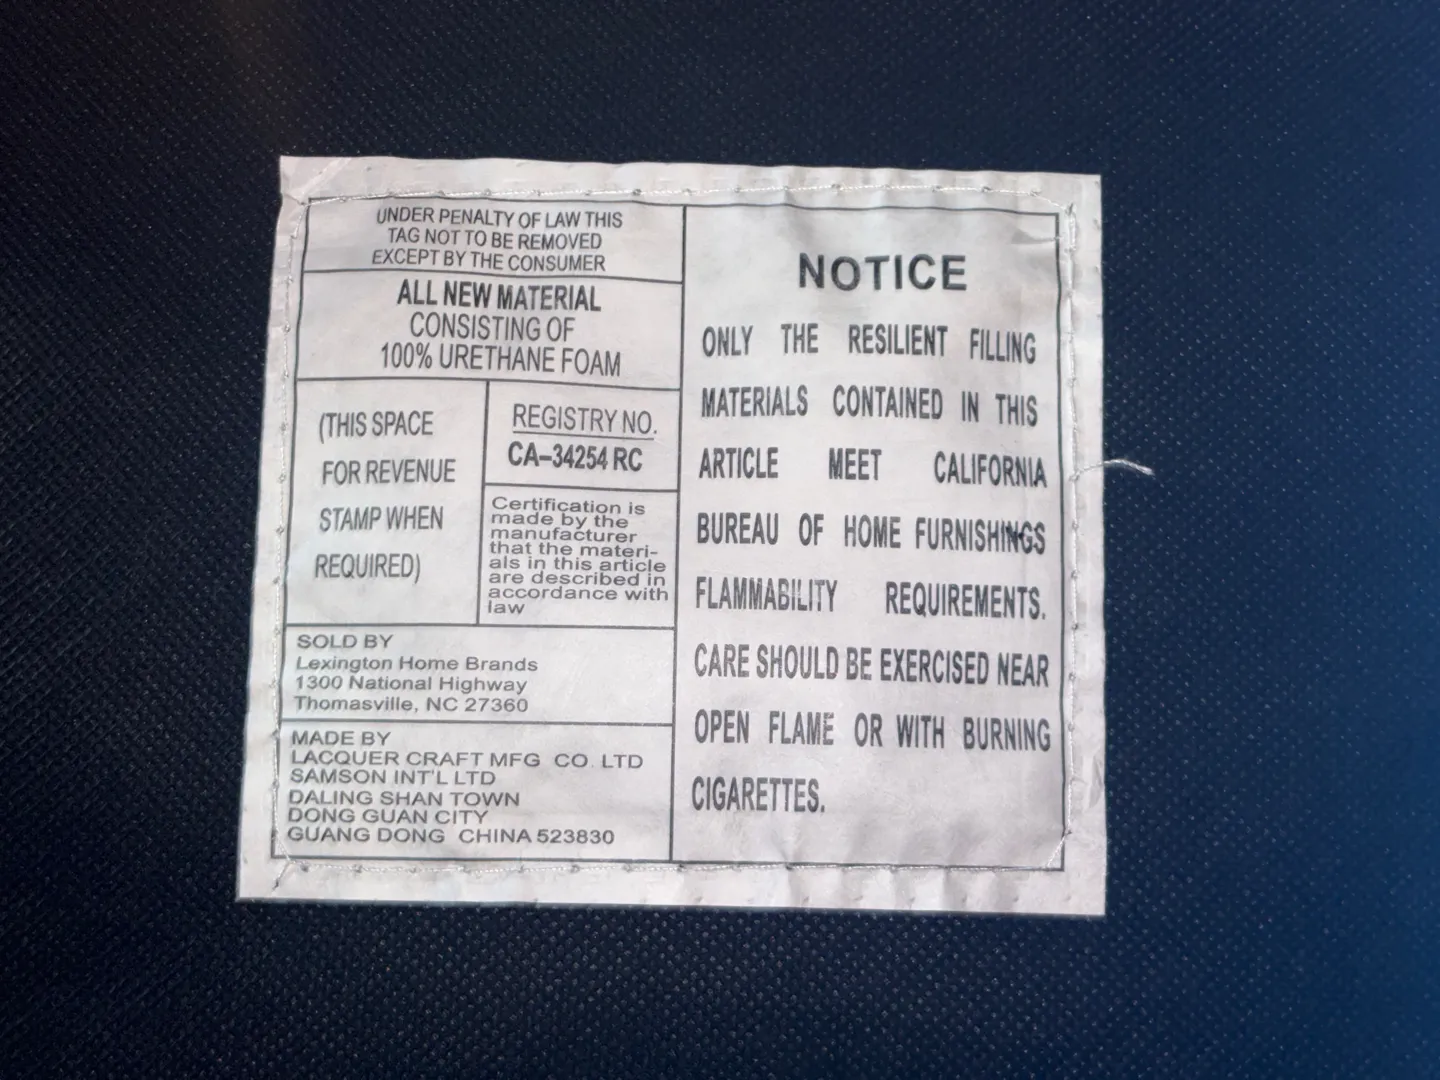 UNDER PENALTY OF LAW THIS
TAG NOT TO BE REMOVED
EXCEPT BY THE CONSUMER
ALL NEW MATERIAL
CONSISTING OF
100% URETHANE FOAM
(THIS SPACE
FOR REVENUE
STAMP WHEN
REQUIRED)
REGISTRY NO.
CA-34254 RC
Certification is
made by the
manufacturer
that the materi-
als in this article
are described in
accordance with
law
SOLD BY
Lexington Home Brands
1300 National Highway
Thomasville, NC 27360
MADE BY
LACQUER CRAFT MFG CO. LTD
SAMSON INT'L LTD
DALING SHAN TOWN
DONG GUAN CITY
GUANG DONG CHINA 523830
NOTICE
ONLY THE RESILIENT FILLING
MATERIALS CONTAINED IN THIS
ARTICLE MEET CALIFORNIA
BUREAU OF HOME FURNISHINGS
FLAMMABILITY REQUIREMENTS.
CARE SHOULD BE EXERCISED NEAR
OPEN FLAME OR WITH BURNING
CIGARETTES.